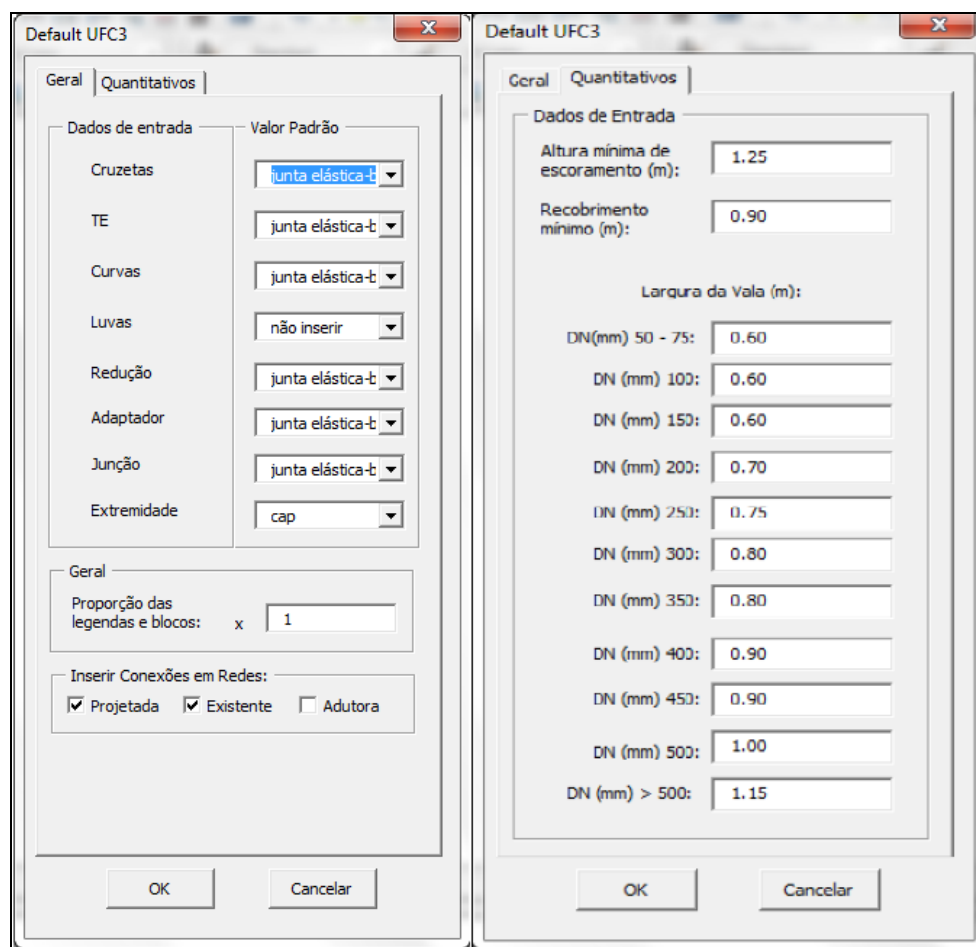 Default UFC3
x
Geral
Quantitativos
Dados de entrada
Valor Padrão
Cruzetas
junta elástica-b
TE
junta elástica-b
Curvas
junta elástica-b
Luvas
não inserir
Redução
junta elástica-b
Adaptador
junta elástica-b
Junção
junta elástica-b
Extremidade
cap
Geral
Proporção das
legendas e blocos:
x
1
Inserir Conexões em Redes:
Projetada
Existente
Adutora
OK
Cancelar
Default UFC3
x
Geral
Quantitativos
Dados de Entrada
Altura mínima de
escoramento (m):
1.25
Recobrimento
mínimo (m):
0.90
Largura da Vala (m):
DN(mm) 50 - 75:
0.60
DN (mm) 100:
0.60
DN (mm) 150:
0.60
DN (mm) 200:
0.70
DN (mm) 250:
0.75
DN (mm) 300:
0.80
DN (mm) 350:
0.80
DN (mm) 400:
0.90
DN (mm) 450:
0.90
DN (mm) 500:
1.00
DN (mm) > 500:
1.15
OK
Cancelar